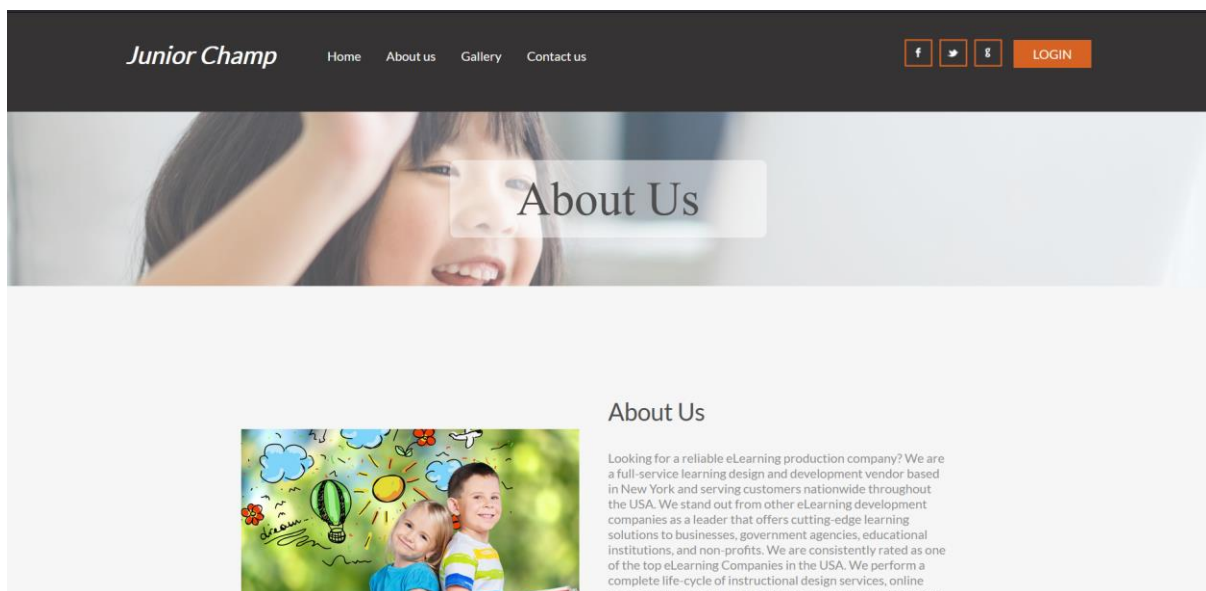 Junior Champ
Home About us Gallery Contact us
f g LOGIN
About Us
About Us
Looking for a reliable eLearning production company? We are
a full-service learning design and development vendor based
in New York and serving customers nationwide throughout
the USA. We stand out from other eLearning development
companies as a leader that offers cutting-edge learning
solutions to businesses, government agencies, educational
institutions, and non-profits. We are consistently rated as one
of the top eLearning Companies in the USA. We perform a
complete life-cycle of instructional design services, online
dream